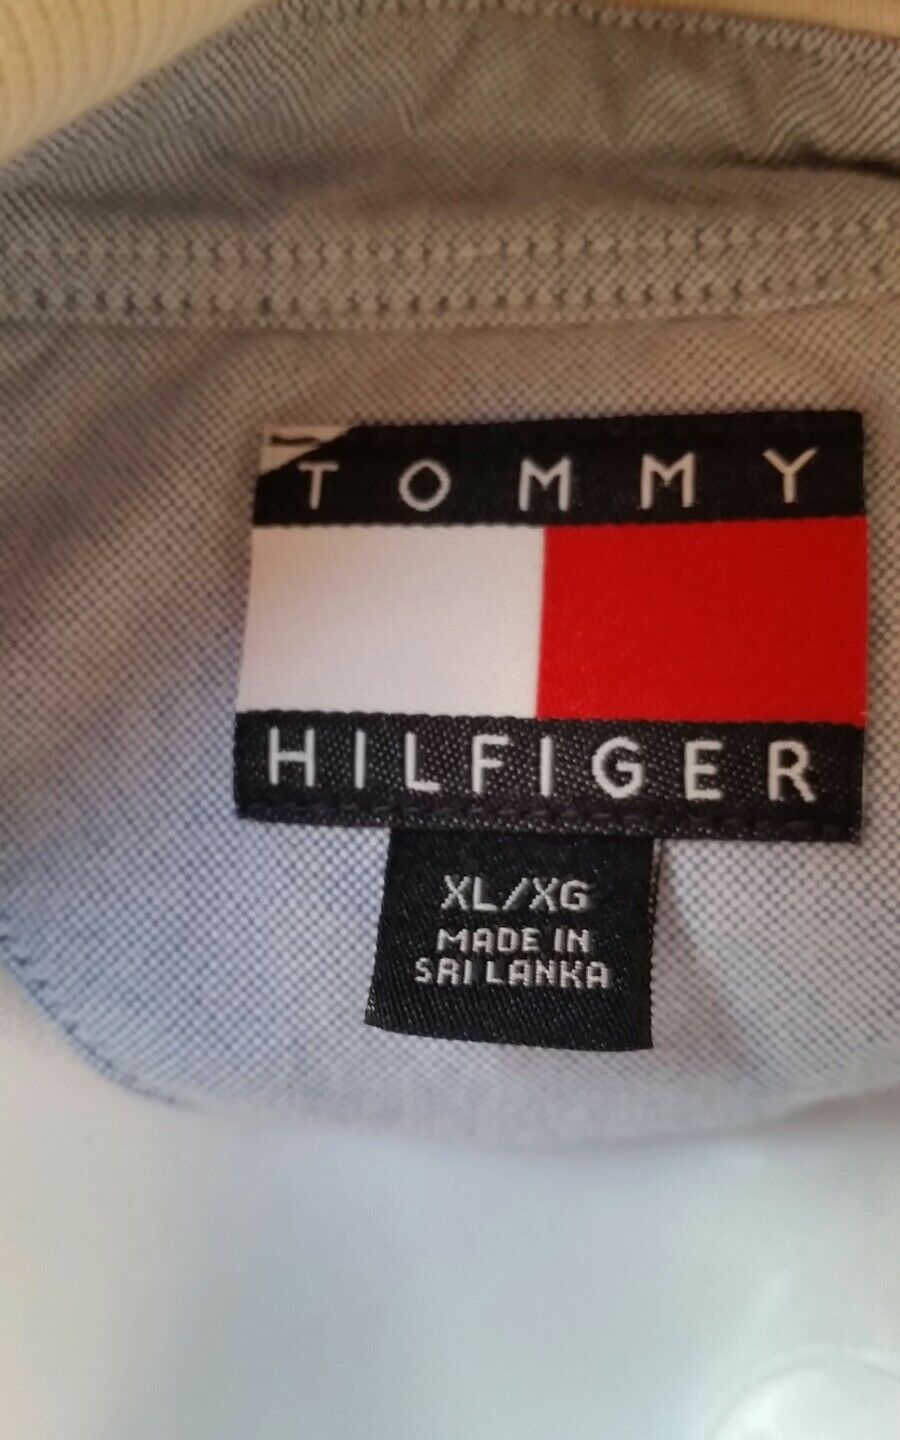 TOMMY
HILFIGER
XL/XG
MADE IN
SRI LANKA